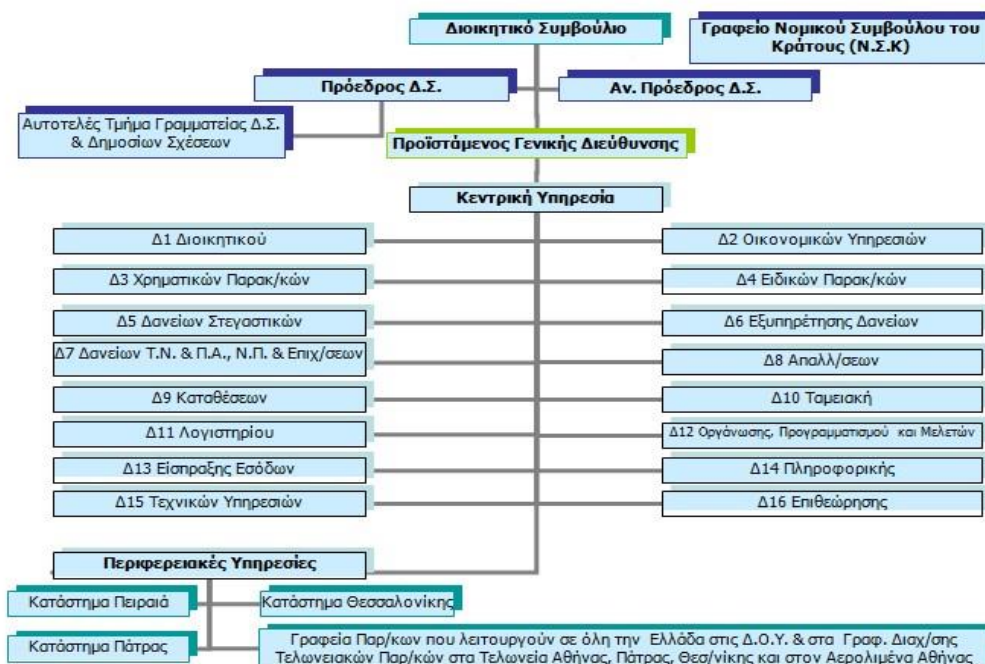 Διοικητικό Συμβούλιο
Γραφείο Νομικού Συμβούλου του
Κράτους (Ν.Σ.Κ)
Πρόεδρος Δ.Σ.
Αν. Πρόεδρος Δ.Σ.
Αυτοτελές Τμήμα Γραμματείας Δ.Σ.
& Δημοσίων Σχέσεων
Προϊστάμενος Γενικής Διεύθυνσης
Κεντρική Υπηρεσία
Δ1 Διοικητικού
Δ2 Οικονομικών Υπηρεσιών
Δ3 Χρηματικών Παρακ/κών
Δ4 Ειδικών Παρακ/κών
Δ5 Δανείων Στεγαστικών
Δ6 Εξυπηρέτησης Δανείων
Δ7 Δανείων Τ.Ν. & Π.Α., Ν.Π. & Επιχ/σεων
Δ8 Απαλλ/σεων
Δ9 Καταθέσεων
Δ10 Ταμειακή
Δ11 Λογιστηρίου
Δ12 Οργάνωσης, Προγραμματισμού και Μελετών
Δ13 Είσπραξης Εσόδων
Δ14 Πληροφορικής
Δ15 Τεχνικών Υπηρεσιών
Δ16 Επιθεώρησης
Περιφερειακές Υπηρεσίες
Κατάστημα Πειραιά
Κατάστημα Θεσσαλονίκης
Κατάστημα Πάτρας
Γραφεία Παρ/κων που λειτουργούν σε όλη την Ελλάδα στις Δ.Ο.Υ. & στα Γραφ. Διαχ/σης
Τελωνειακών Παρ/κών στα Τελωνεία Αθήνας, Πάτρας, Θεσ/νίκης και στον Αερολιμένα Αθήνας